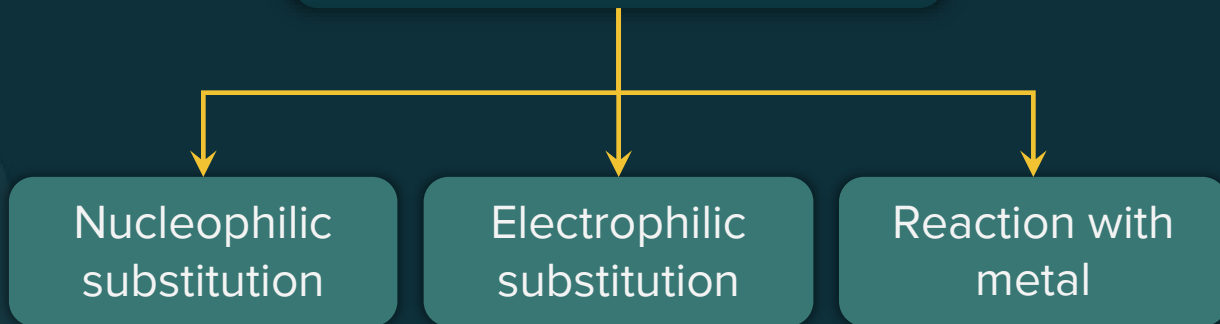 Nucleophilic
substitution
Electrophilic
substitution
Reaction with
metal